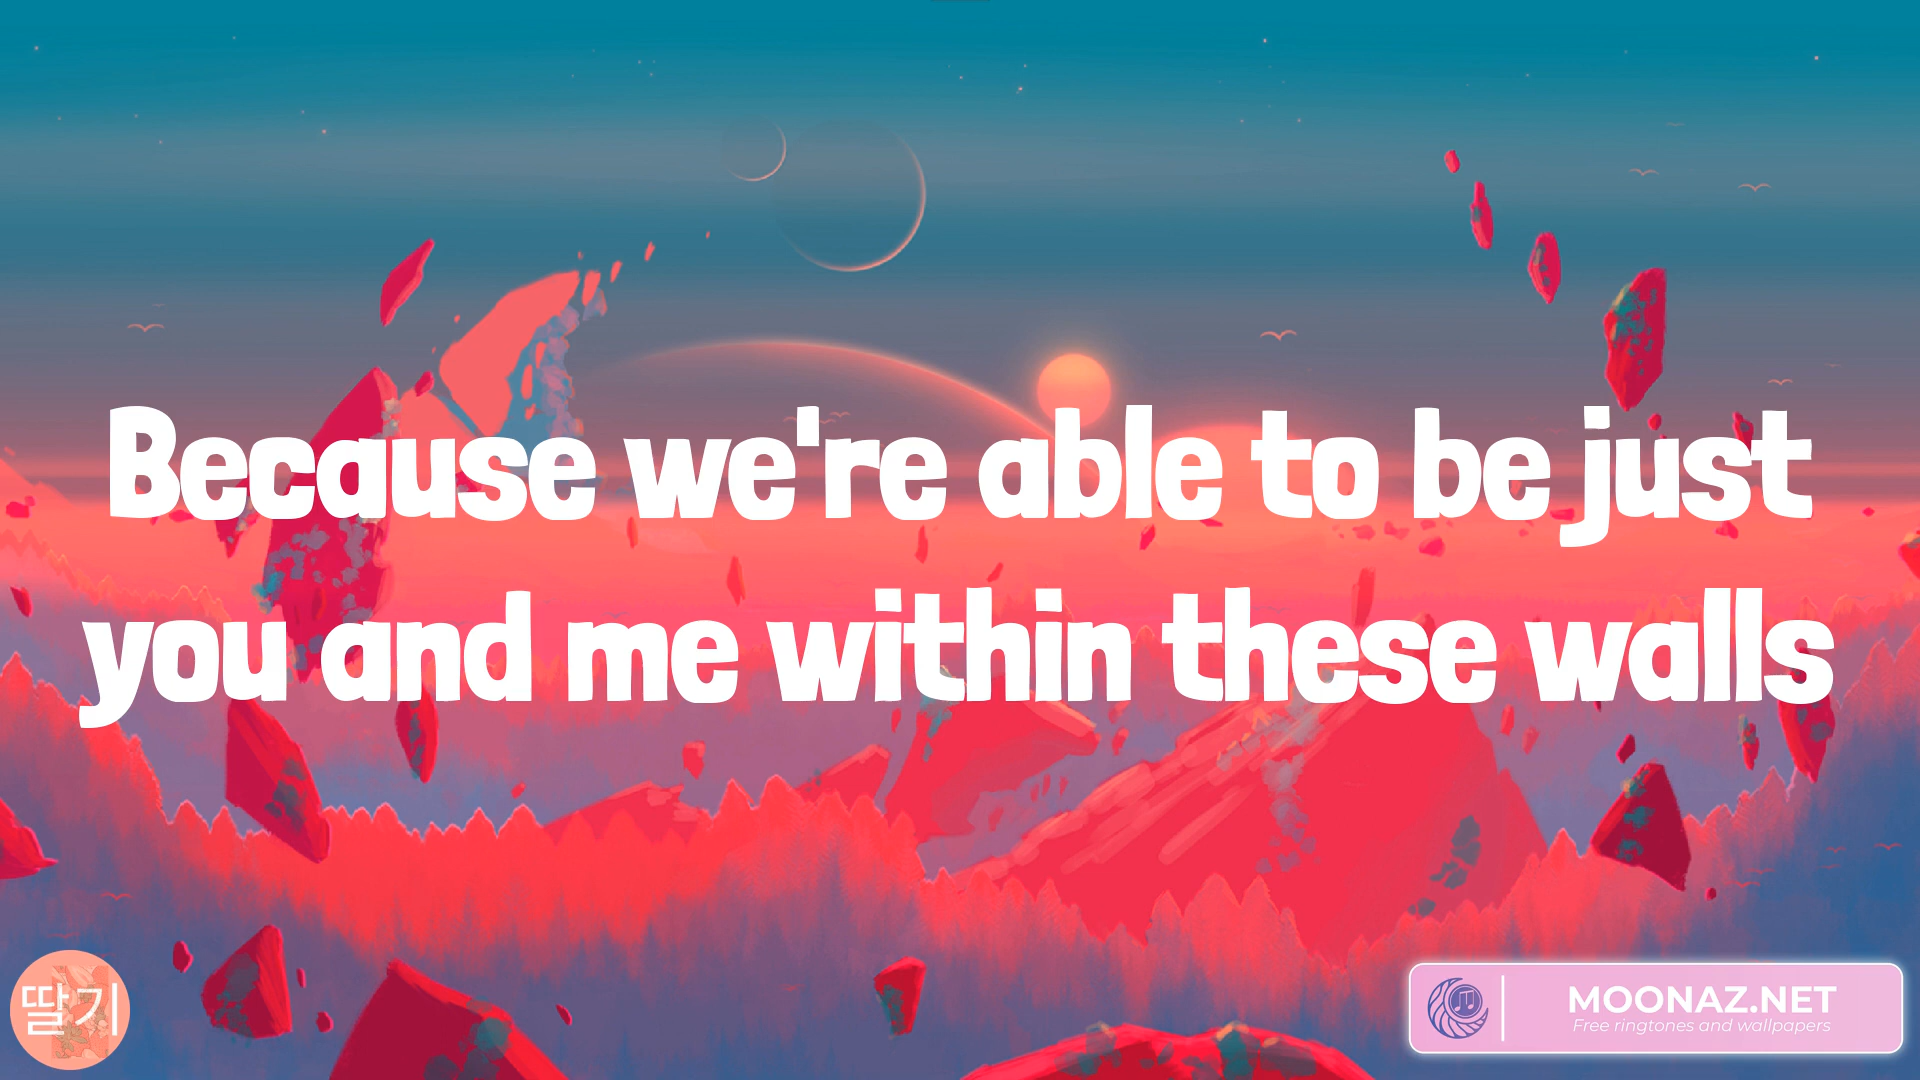 Because we're able to be just
you and me within these walls
딸기
MOONAZ.NET
Free ringtones and wallpapers